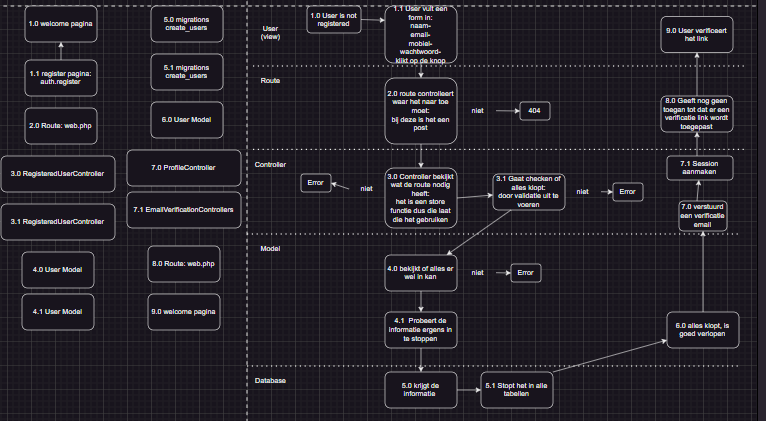 1.0 welcome pagina
5.0 migrations
create_users
1.1 register pagina:
auth.register
5.1 migrations
create_users
2.0 Route: web.php
6.0 User Model
3.0 RegisteredUserController
7.0 ProfileController
3.1 RegisteredUserController
7.1 EmailVerificationControllers
4.0 User Model
8.0 Route: web.php
4.1 User Model
9.0 welcome pagina
User
(view)
1.0 User is not
registered
1.1 User vult een
form in:
naam-
email-
mobiel-
wachtwoord-
klikt op de knop
9.0 User verificeert
het link
Route
2.0 route controlleert
waar het naar toe
moet:
bij deze is het een
post
niet
404
8.0 Geeft nog geen
toegan tot dat er een
verificatie link wordt
toegepast
Controller
Error
niet
3.0 Controller bekijkt
wat de route nodig
heeft:
het is een store
functie dus die laat
die het gebruiken
3.1 Gaat checken of
alles klopt:
door validatie uit te
voeren
niet
Error
7.1 Session
aanmaken
7.0 verstuurd
een verificatie
email
Model
4.0 bekijkt of alles er
wel in kan
niet
Error
4.1 Probeert de
informatie ergens in
te stoppen
6.0 alles klopt, is
goed verlopen
Database
5.0 krijgt de
informatie
5.1 Stopt het in alle
tabellen